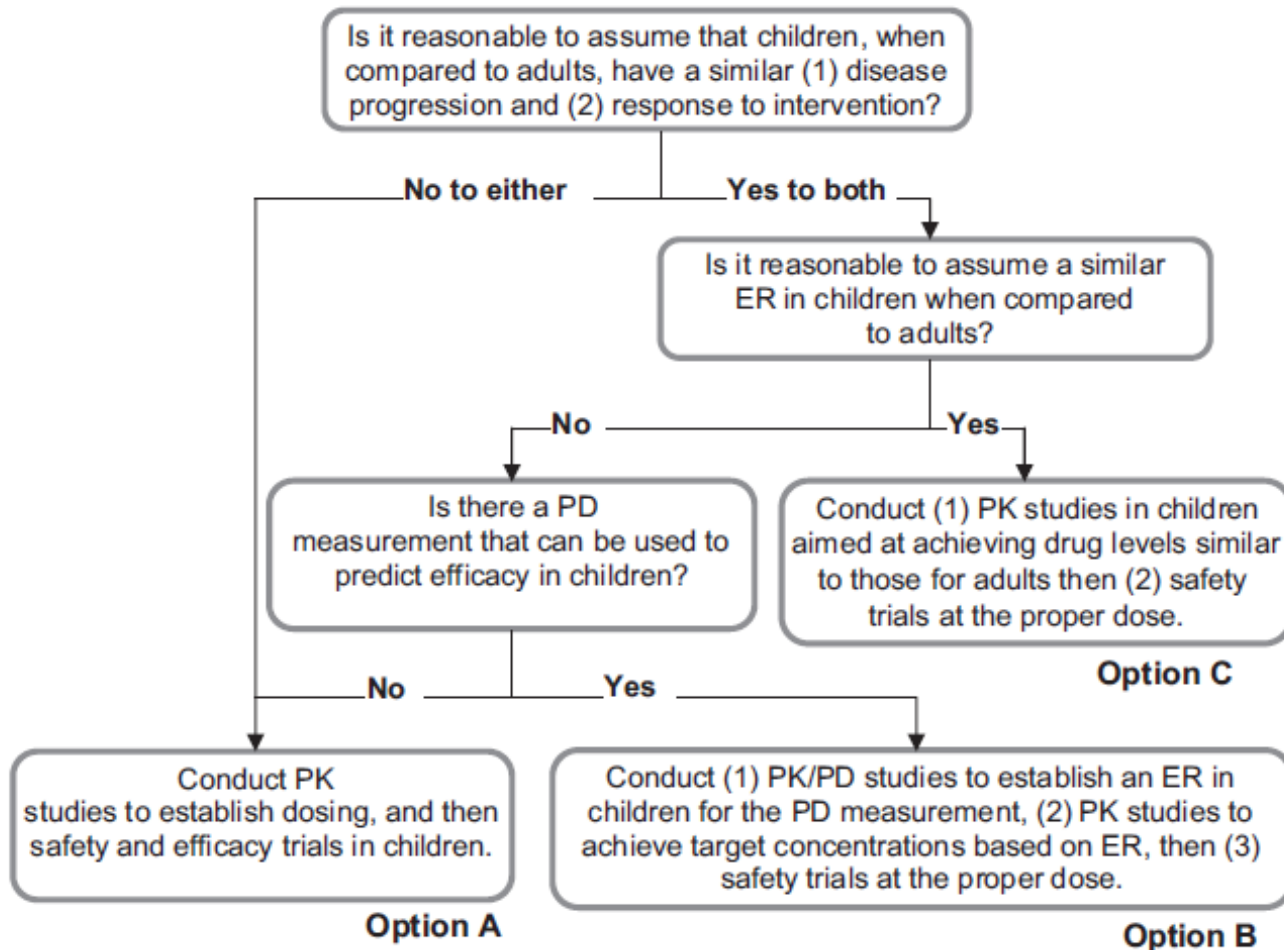 Is it reasonable to assume that children, when
compared to adults, have a similar (1) disease
progression and (2) response to intervention?
No to either
Yes to both
Is it reasonable to assume a similar
ER in children when compared
to adults?
No
Yes
Is there a PD
measurement that can be used to
predict efficacy in children?
Conduct (1) PK studies in children
aimed at achieving drug levels similar
to those for adults then (2) safety
trials at the proper dose.
Option C
No
Yes
Conduct PK
studies to establish dosing, and then
safety and efficacy trials in children.
Option A
Conduct (1) PK/PD studies to establish an ER in
children for the PD measurement, (2) PK studies to
achieve target concentrations based on ER, then (3)
safety trials at the proper dose.
Option B